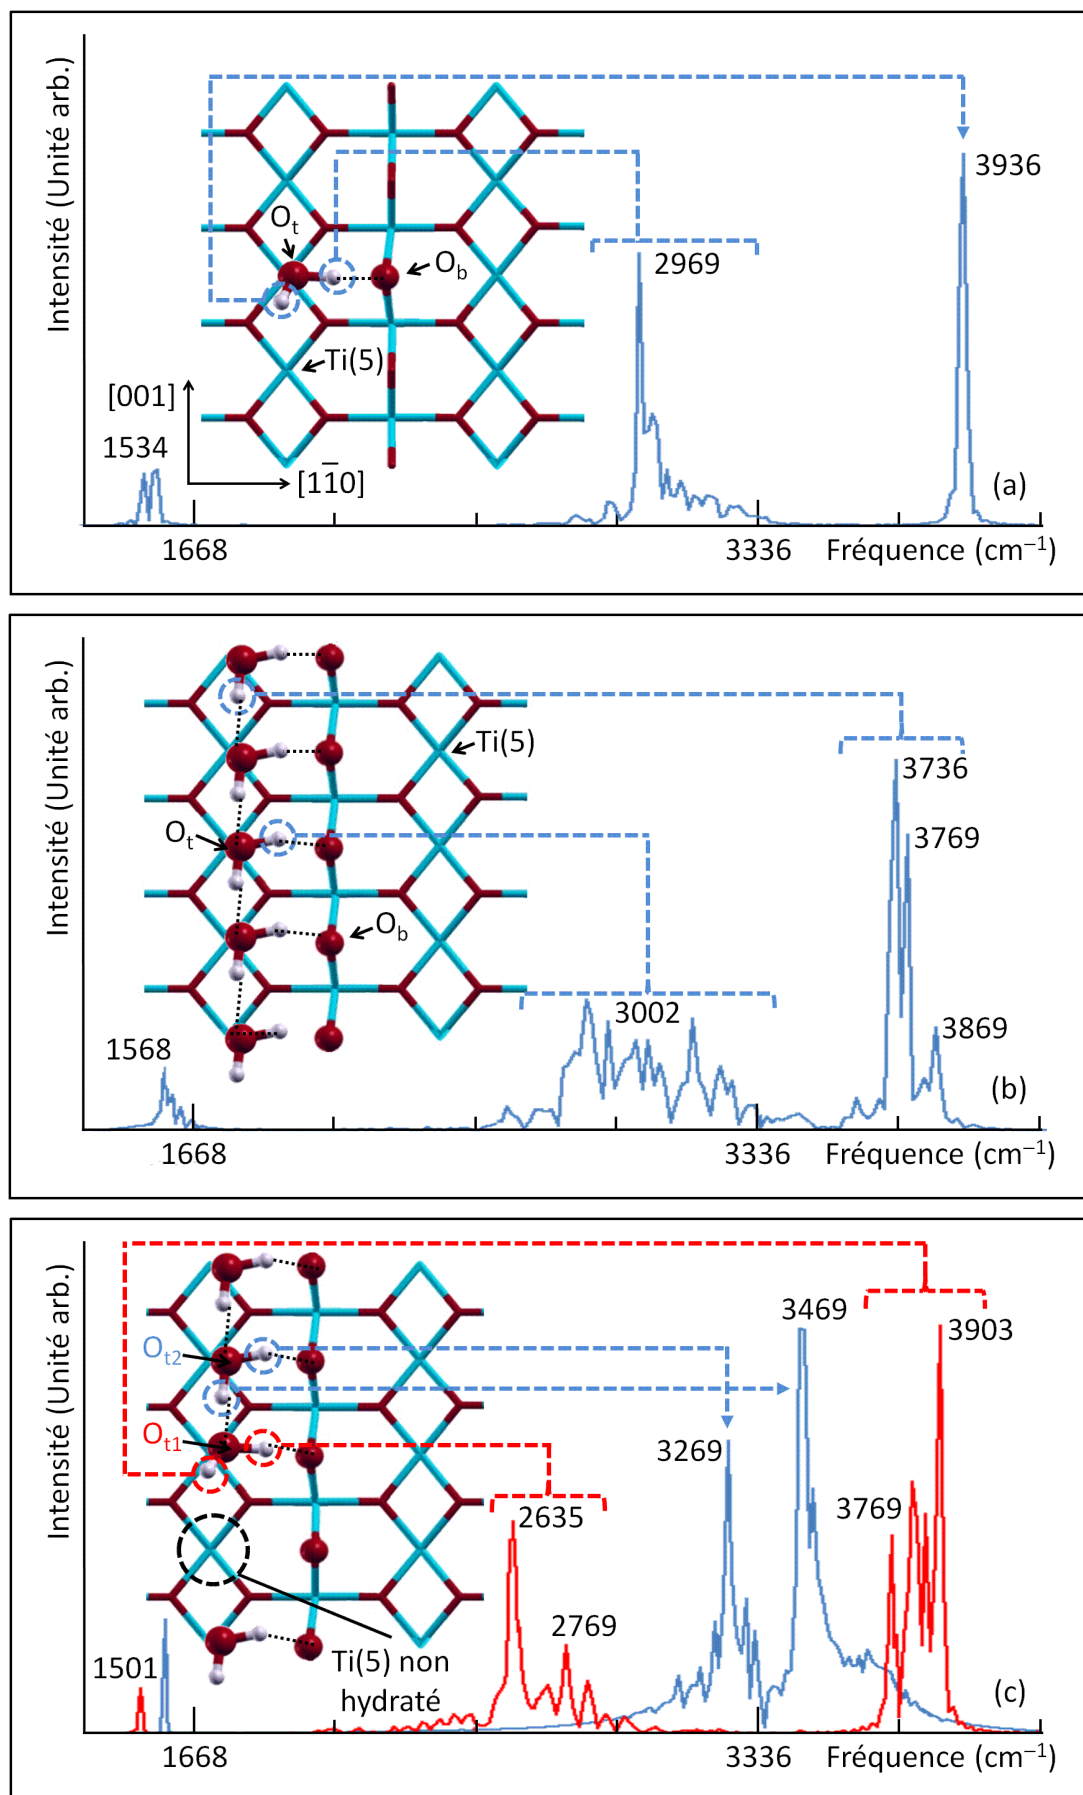 Intensité (Unité arb.)
3936
O_t
O_b
2969
Ti(5)
[001]
1534
[11̅0]
(a)
1668
3336
Fréquence (cm⁻¹)
Intensité (Unité arb.)
Ti(5)
3736
O_t
3769
O_b
3002
1568
3869
(b)
1668
3336
Fréquence (cm⁻¹)
Intensité (Unité arb.)
3469
3903
O_t2
O_t1
3269
2635
3769
2769
1501
Ti(5) non
hydraté
(c)
1668
3336
Fréquence (cm⁻¹)